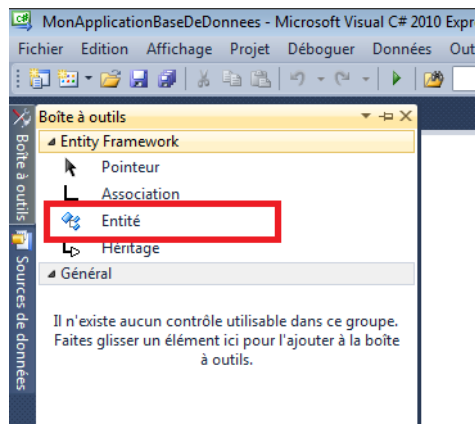 MonApplicationBaseDeDonnees - Microsoft Visual C# 2010 Expr
Fichier Edition Affichage Projet Déboguer Données Out
Boîte à outils
Entity Framework
Pointeur
Association
Entité
Héritage
Général
Il n'existe aucun contrôle utilisable dans ce groupe.
Faites glisser un élément ici pour l'ajouter à la boîte
à outils.
Boîte à outils
Sources de données